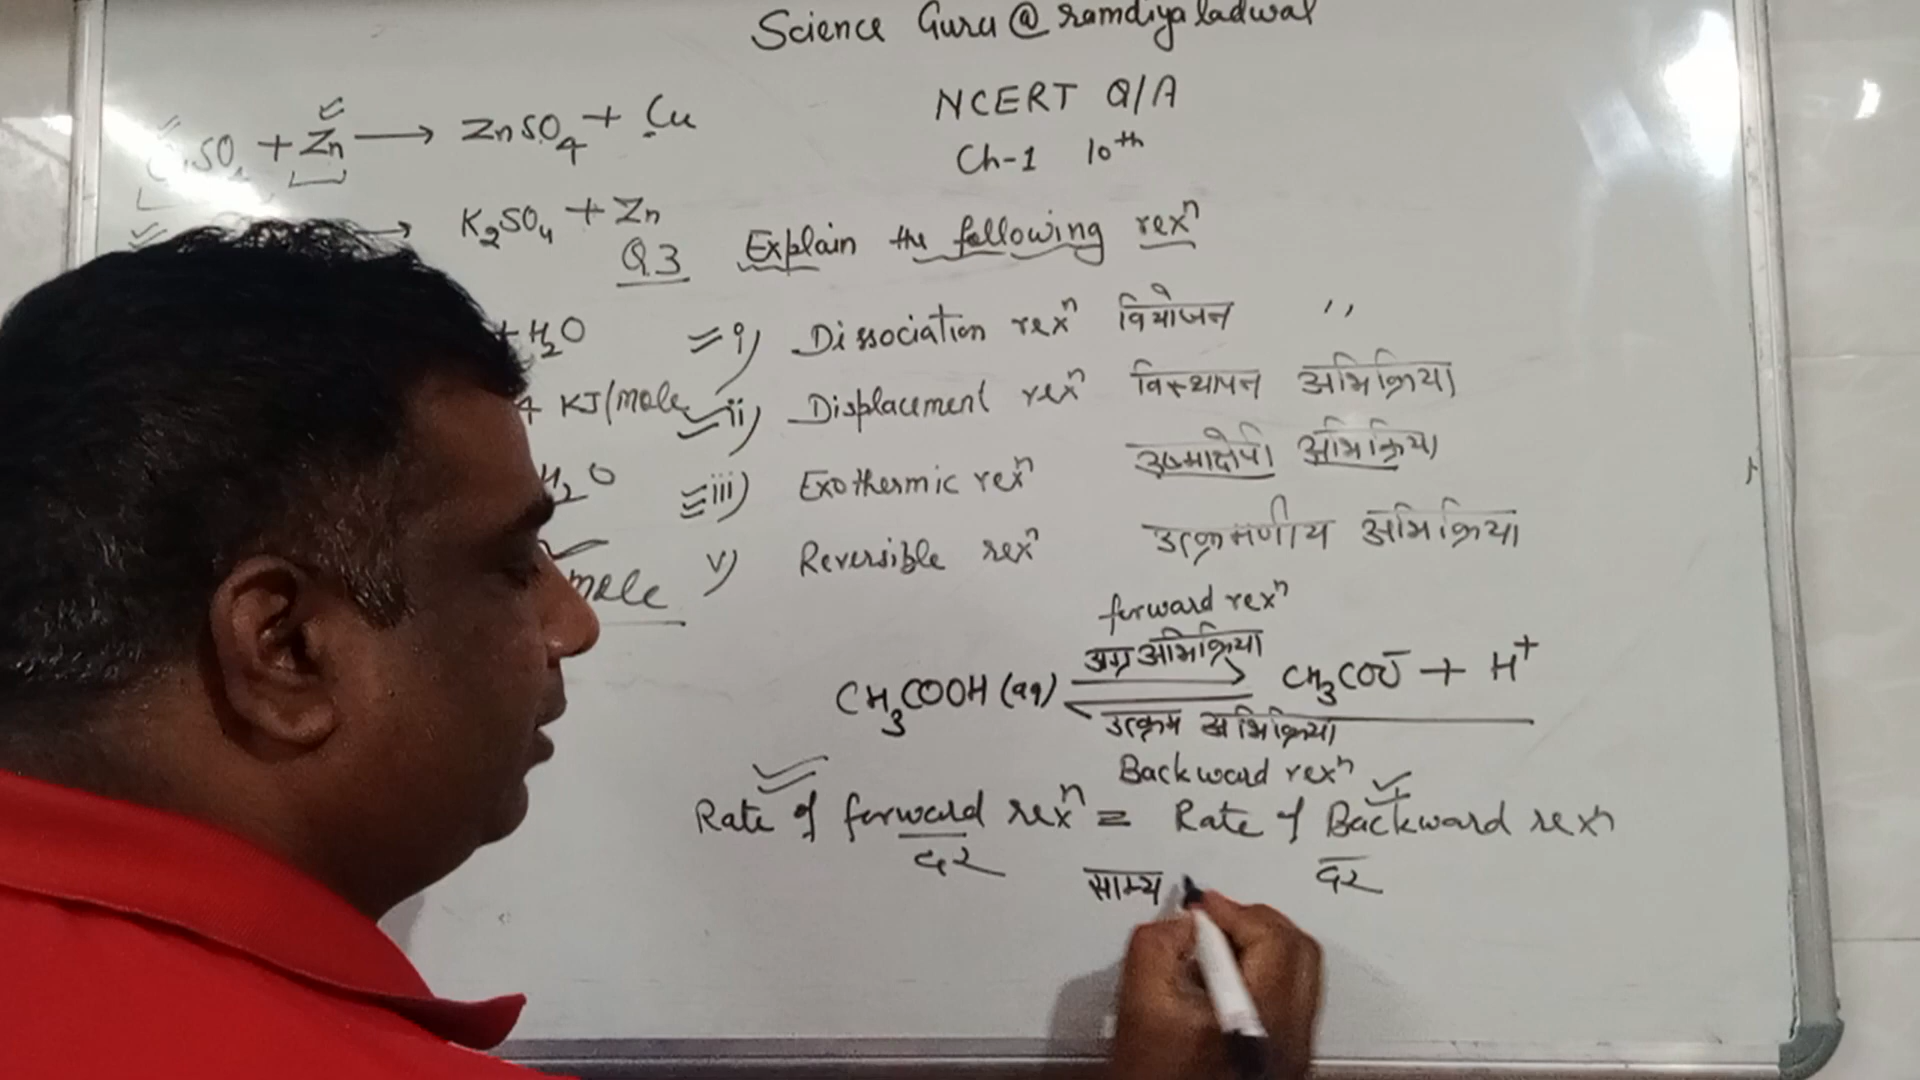 Science Guru @ ramdiya ladwal
NCERT Q/A
Ch-1 10th
SO + Zn → ZnSO4 + Cu
→ K2SO4 + Zn
Q.3 Explain the following rexn
+ H2O
i) Dissociation rexn वियोजन ,,
4 KJ/mole
ii) Displacement rexn विस्थापन अभिक्रिया
H2O
iii) Exothermic rexn उष्माक्षेपी अभिक्रिया
mole
v) Reversible rexn उत्क्रमणीय अभिक्रिया
forward rexn
अग्र अभिक्रिया
CH3COOH (aq) ⇌ CH3COO- + H+
उत्क्रम अभिक्रिया
Backward rexn
Rate of forward rexn = Rate of Backward rexn
दर साम्य दर